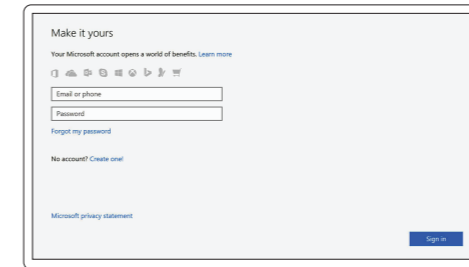 Make it yours
Your Microsoft account opens a world of benefits. Learn more
Email or phone
Password
Forgot my password
No account? Create one!
Microsoft privacy statement
Sign in